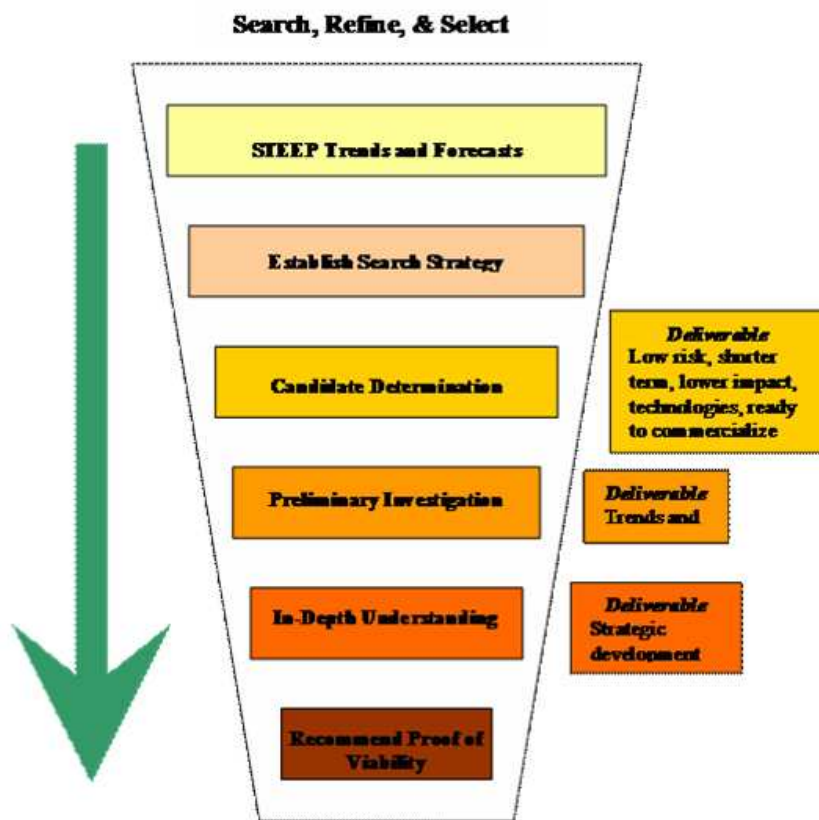 Search, Refine, & Select
STEEP Trends and Forecasts
Establish Search Strategy
Candidate Determination
Deliverable
Low risk, shorter
term, lower impact,
technologies, ready
to commercialize
Preliminary Investigation
Deliverable
Trends and
In-Depth Understanding
Deliverable
Strategic
development
Recommend Proof of
Viability